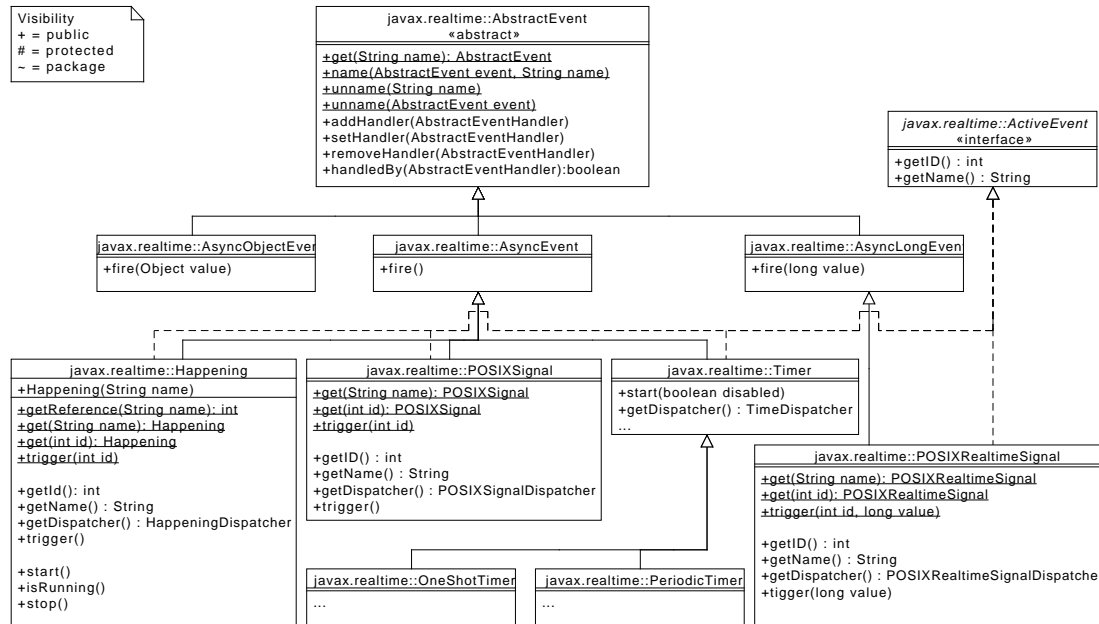 Visibility
+ = public
# = protected
~ = package
javax.realtime::AbstractEvent
«abstract»
+get(String name): AbstractEvent
+name(AbstractEvent event, String name)
+unname(String name)
+unname(AbstractEvent event)
+addHandler(AbstractEventHandler)
+setHandler(AbstractEventHandler)
+removeHandler(AbstractEventHandler)
+handledBy(AbstractEventHandler):boolean
javax.realtime::ActiveEvent
«interface»
+getID() : int
+getName() : String
javax.realtime::AsyncObjectEven
+fire(Object value)
javax.realtime::AsyncEvent
+fire()
javax.realtime::AsyncLongEvent
+fire(long value)
javax.realtime::Happening
+Happening(String name)
+getReference(String name): int
+get(String name): Happening
+get(int id): Happening
+trigger(int id)
+getId(): int
+getName() : String
+getDispatcher() : HappeningDispatcher
+trigger()
+start()
+isRunning()
+stop()
javax.realtime::POSIXSignal
+get(String name): POSIXSignal
+get(int id): POSIXSignal
+trigger(int id)
+getID() : int
+getName() : String
+getDispatcher() : POSIXSignalDispatcher
+trigger()
javax.realtime::Timer
+start(boolean disabled)
+getDispatcher() : TimeDispatcher
...
javax.realtime::POSIXRealtimeSignal
+get(String name): POSIXRealtimeSignal
+get(int id): POSIXRealtimeSignal
+trigger(int id, long value)
+getID() : int
+getName() : String
+getDispatcher() : POSIXRealtimeSignalDispatche
+tigger(long value)
javax.realtime::OneShotTimer
...
javax.realtime::PeriodicTimer
...